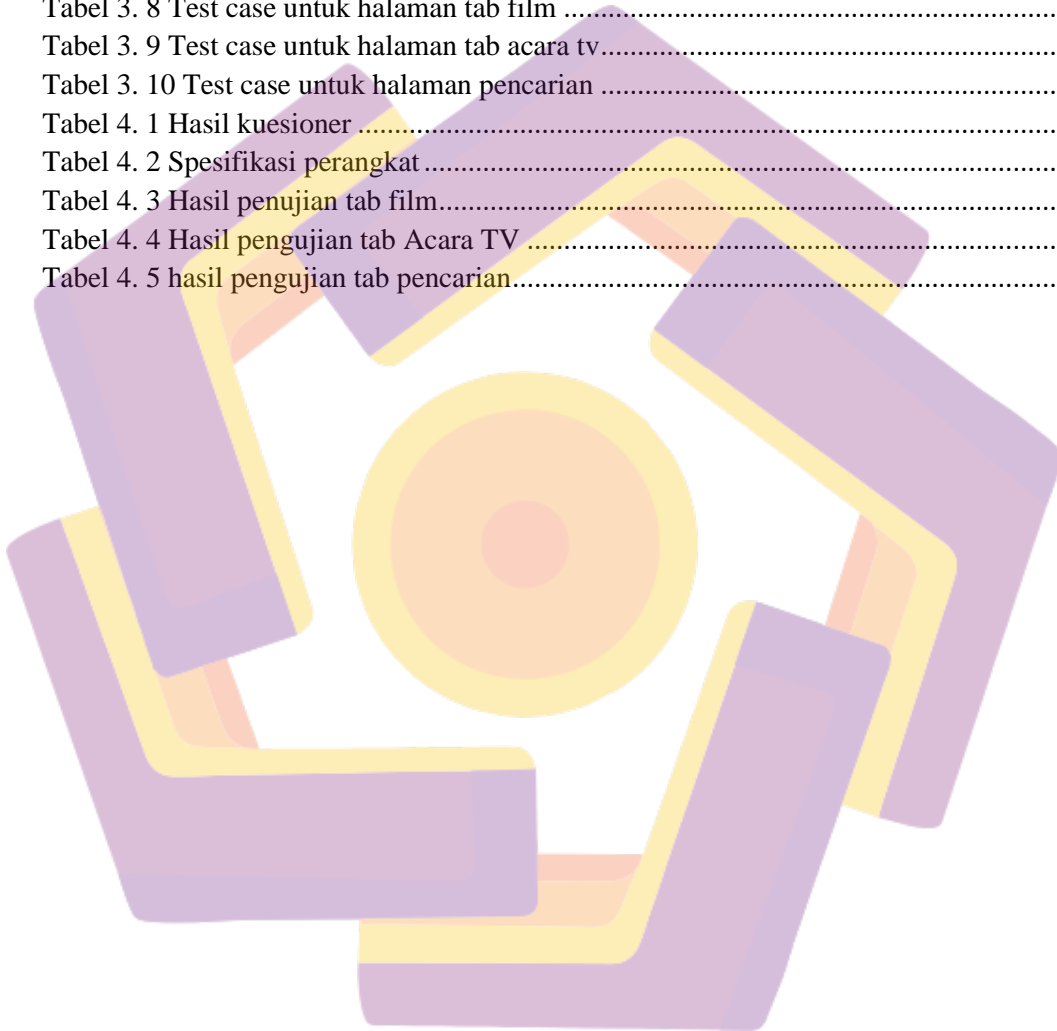 Tabel 3. 8 Test case untuk halaman tab film ..........................................................................
Tabel 3. 9 Test case untuk halaman tab acara tv....................................................................
Tabel 3. 10 Test case untuk halaman pencarian ....................................................................
Tabel 4. 1 Hasil kuesioner ......................................................................................................
Tabel 4. 2 Spesifikasi perangkat .............................................................................................
Tabel 4. 3 Hasil penujian tab film...........................................................................................
Tabel 4. 4 Hasil pengujian tab Acara TV ...............................................................................
Tabel 4. 5 hasil pengujian tab pencarian.................................................................................